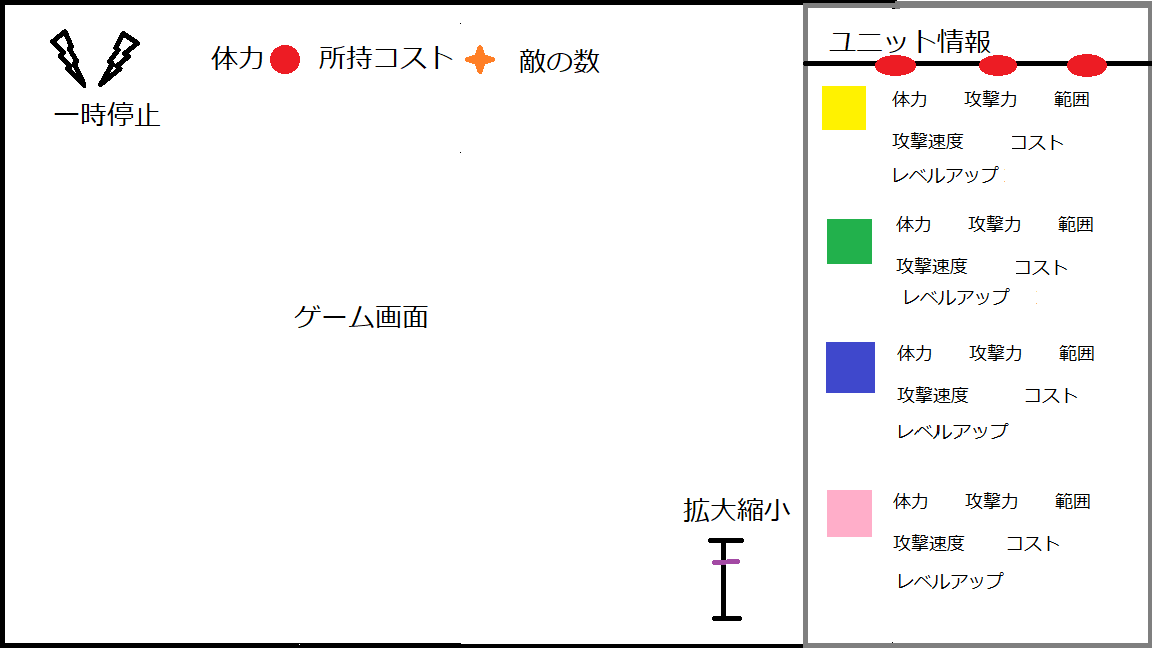 体力 所持コスト 敵の数
一時停止
ゲーム画面
拡大縮小
ユニット情報
体力 攻撃力 範囲
攻撃速度 コスト
レベルアップ
体力 攻撃力 範囲
攻撃速度 コスト
レベルアップ
体力 攻撃力 範囲
攻撃速度 コスト
レベルアップ
体力 攻撃力 範囲
攻撃速度 コスト
レベルアップ